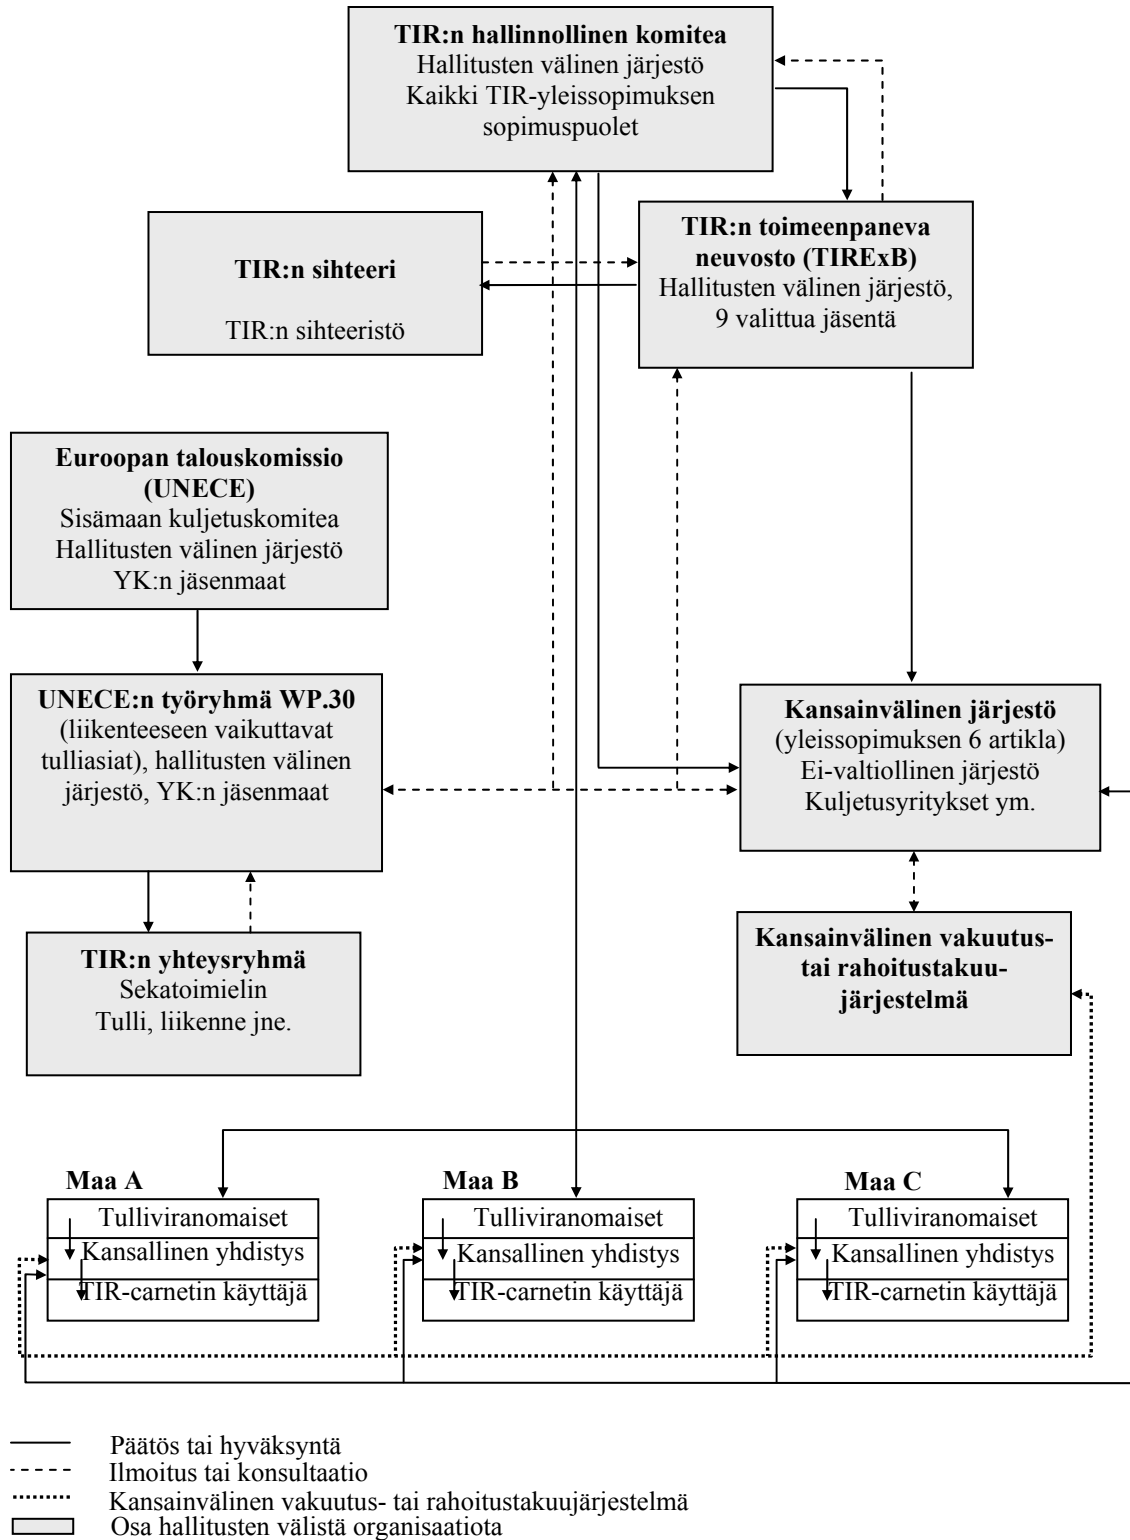 TIR:n hallinnollinen komitea
Hallitusten välinen järjestö
Kaikki TIR-yleissopimuksen
sopimuspuolet
TIR:n sihteeri
TIR:n sihteeristö
TIR:n toimeenpaneva
neuvosto (TIRExB)
Hallitusten välinen järjestö,
9 valittua jäsentä
Euroopan talouskomissio
(UNECE)
Sisämaan kuljetuskomitea
Hallitusten välinen järjestö
YK:n jäsenmaat
UNECE:n työryhmä WP.30
(liikenteeseen vaikuttavat
tulliasiat), hallitusten välinen
järjestö, YK:n jäsenmaat
Kansainvälinen järjestö
(yleissopimuksen 6 artikla)
Ei-valtiollinen järjestö
Kuljetusyritykset ym.
TIR:n yhteysryhmä
Sekatoimielin
Tulli, liikenne jne.
Kansainvälinen vakuutus-
tai rahoitustakuu-
järjestelmä
Maa A
Tulliviranomaiset
Kansallinen yhdistys
TIR-carnetin käyttäjä
Maa B
Tulliviranomaiset
Kansallinen yhdistys
TIR-carnetin käyttäjä
Maa C
Tulliviranomaiset
Kansallinen yhdistys
TIR-carnetin käyttäjä
Päätös tai hyväksyntä
Ilmoitus tai konsultaatio
Kansainvälinen vakuutus- tai rahoitustakuujärjestelmä
Osa hallitusten välistä organisaatiota